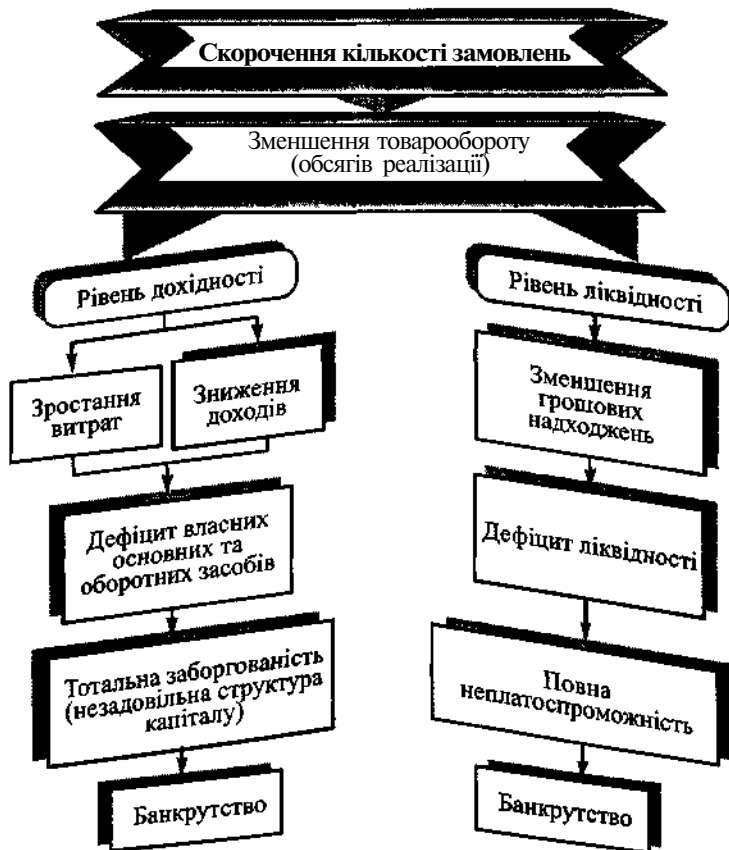 Скорочення кількості замовлень
Зменшення товарообороту
(обсягів реалізації)
Рівень дохідності
Зростання
витрат
Зниження
доходів
Дефіцит власних
основних та
оборотних засобів
Тотальна заборгованість
(незадовільна структура
капіталу)
Банкрутство
Рівень ліквідності
Зменшення
грошових
надходжень
Дефіцит ліквідності
Повна
неплатоспроможність
Банкрутство